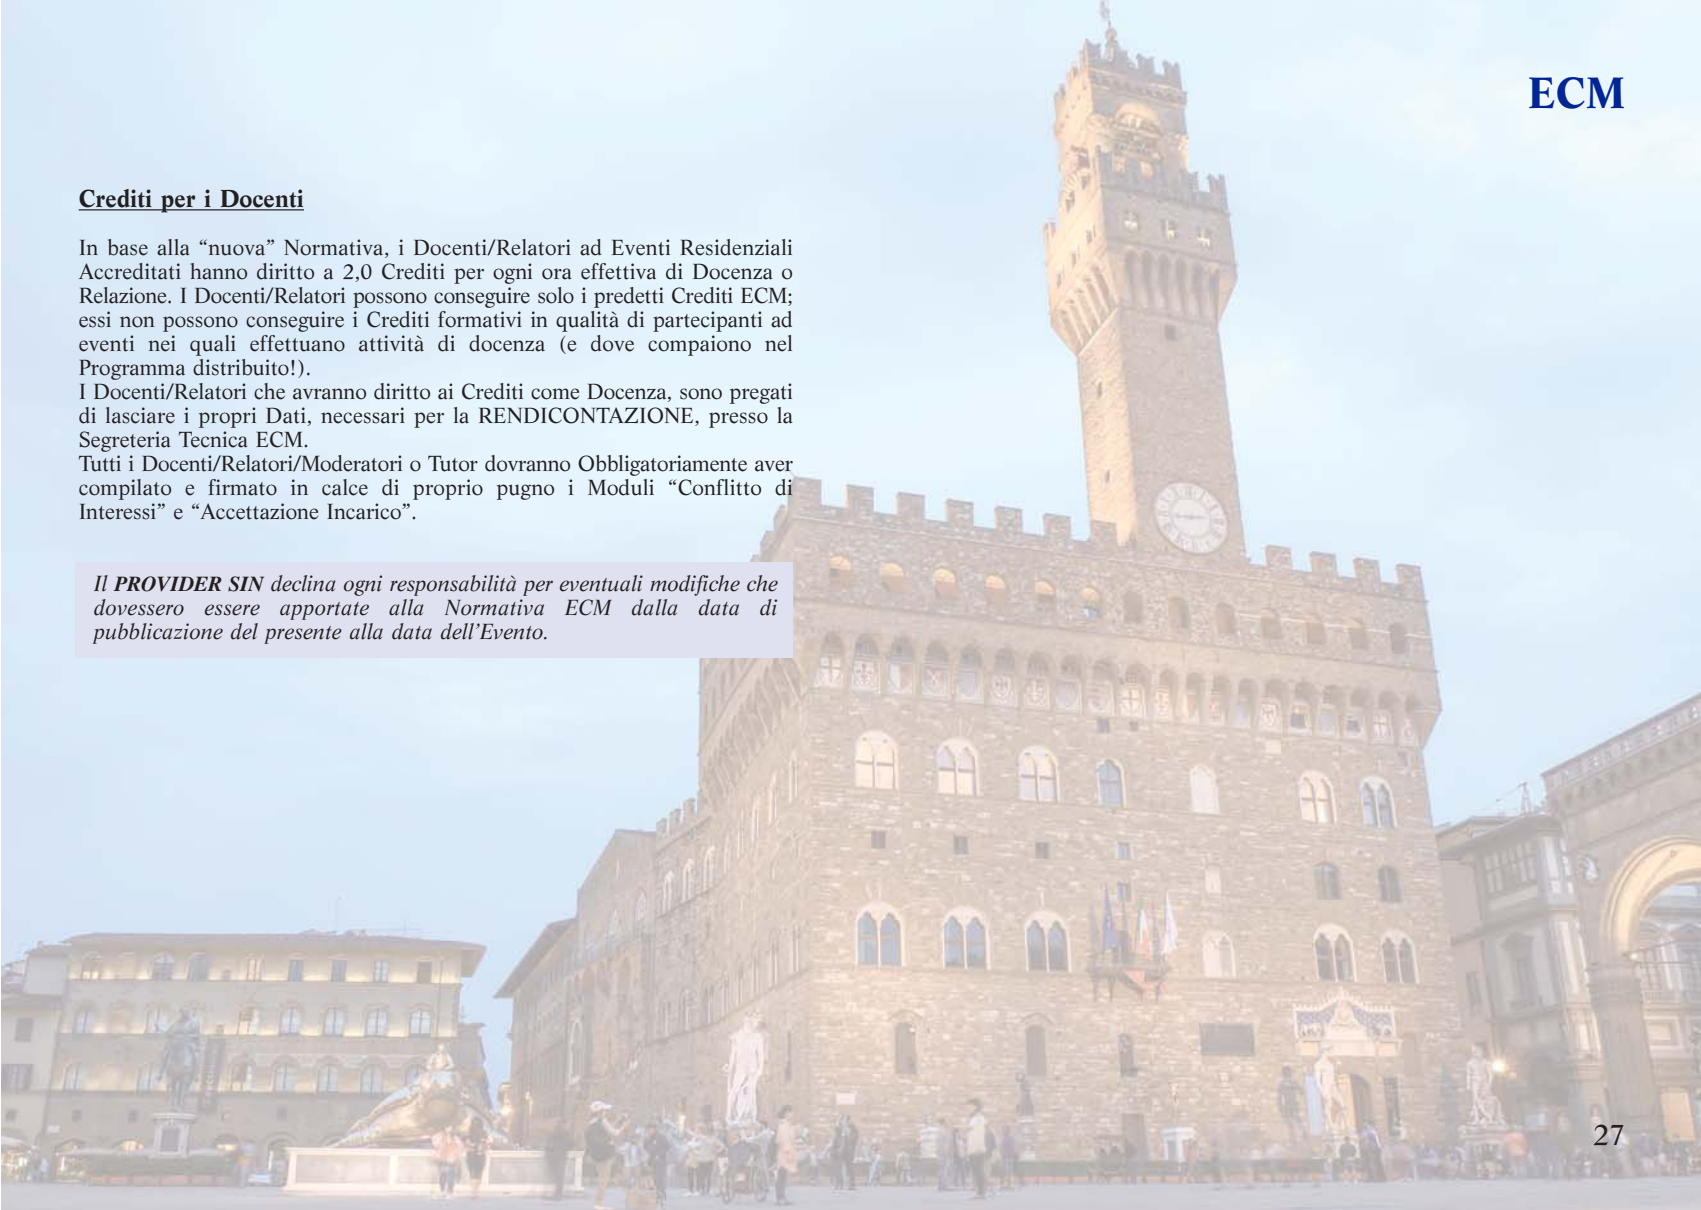 ECM
Crediti per i Docenti
In base alla “nuova” Normativa, i Docenti/Relatori ad Eventi Residenziali
Accreditati hanno diritto a 2,0 Crediti per ogni ora effettiva di Docenza o
Relazione. I Docenti/Relatori possono conseguire solo i predetti Crediti ECM;
essi non possono conseguire i Crediti formativi in qualità di partecipanti ad
eventi nei quali effettuano attività di docenza (e dove compaiono nel
Programma distribuito!).
I Docenti/Relatori che avranno diritto ai Crediti come Docenza, sono pregati
di lasciare i propri Dati, necessari per la RENDICONTAZIONE, presso la
Segreteria Tecnica ECM.
Tutti i Docenti/Relatori/Moderatori o Tutor dovranno Obbligatoriamente aver
compilato e firmato in calce di proprio pugno i Moduli “Conflitto di
Interessi” e “Accettazione Incarico”.
Il PROVIDER SIN declina ogni responsabilità per eventuali modifiche che
dovessero essere apportate alla Normativa ECM dalla data di
pubblicazione del presente alla data dell’Evento.
27